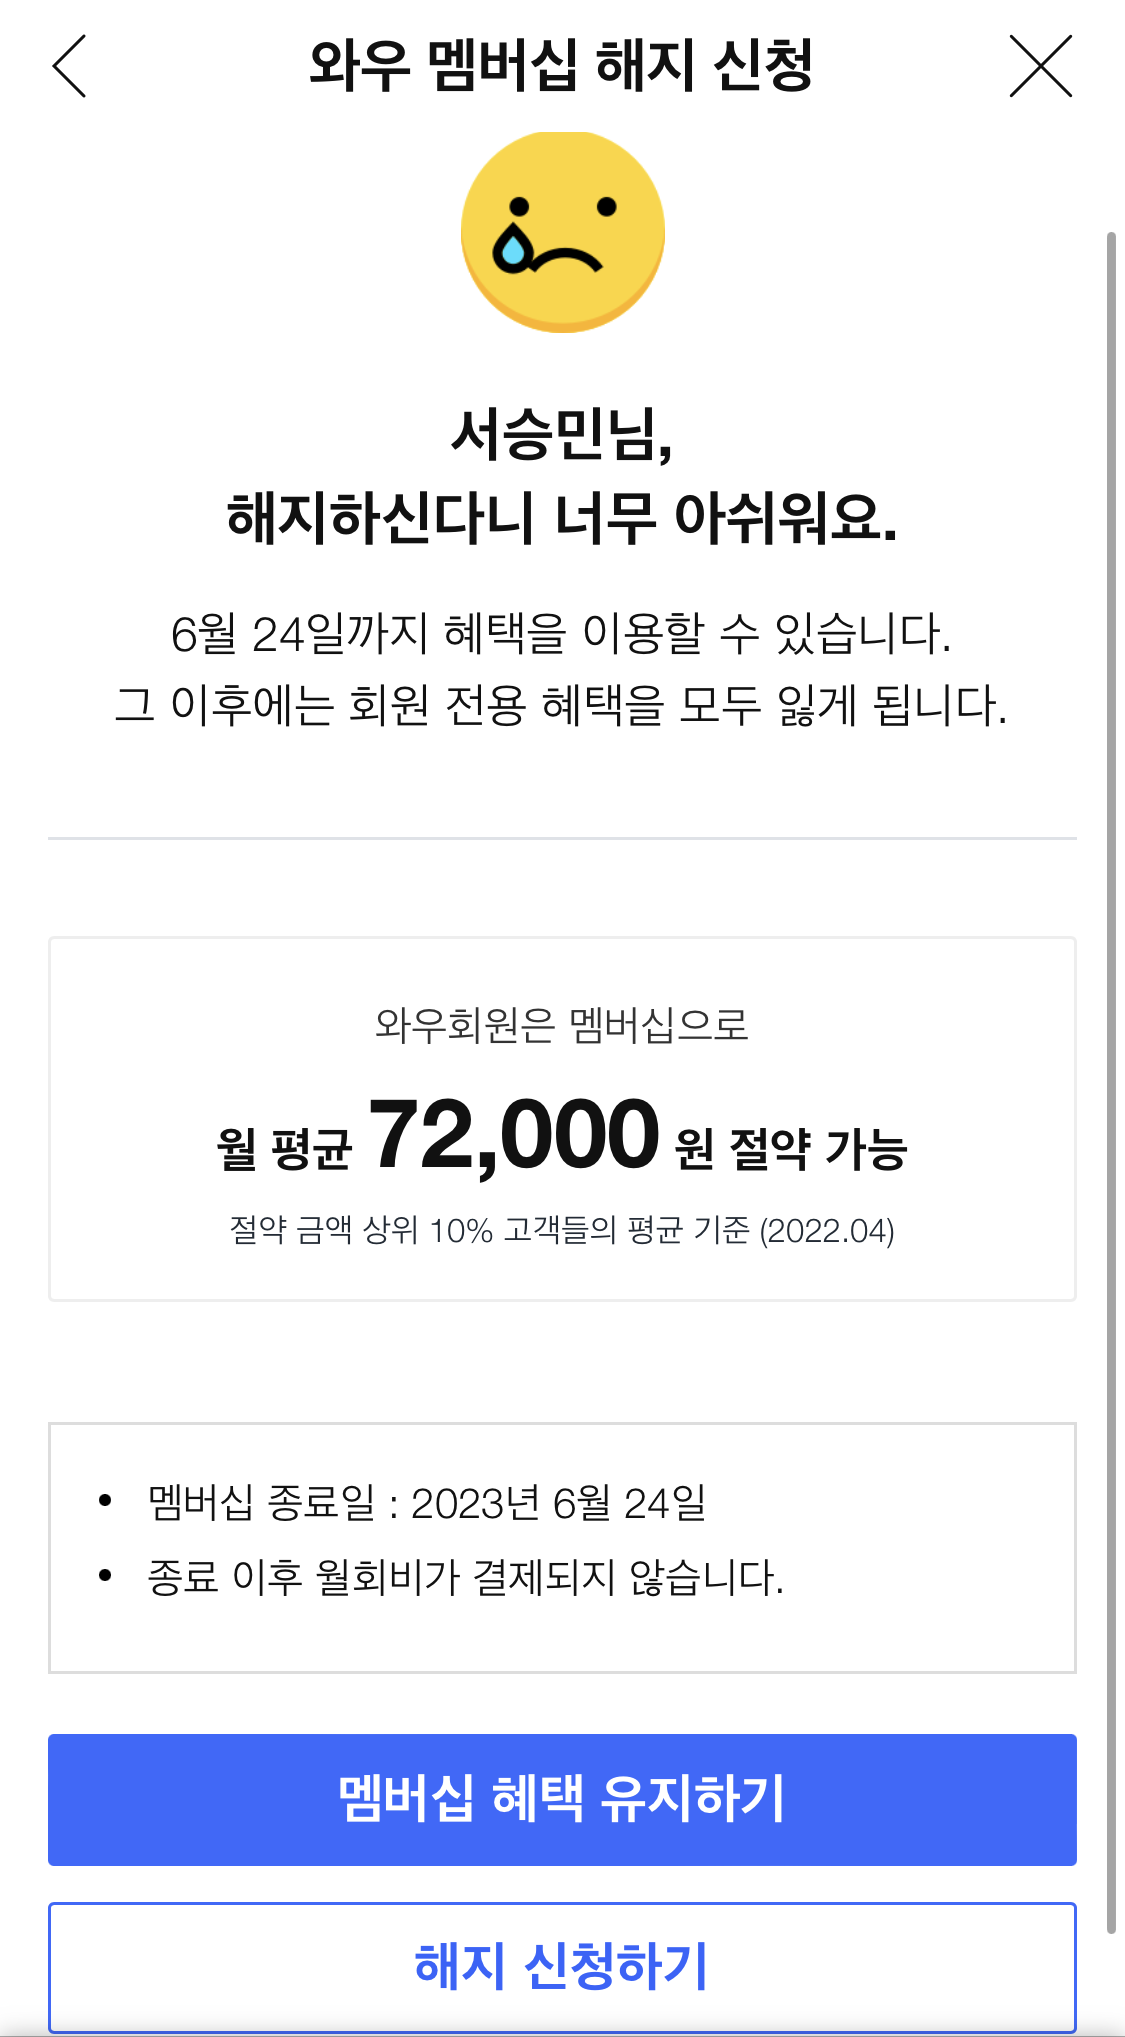 와우 멤버십 해지 신청
서승민님,
해지하신다니 너무 아쉬워요.
6월 24일까지 혜택을 이용할 수 있습니다.
그 이후에는 회원 전용 혜택을 모두 잃게 됩니다.
와우회원은 멤버십으로
월 평균 72,000 원 절약 가능
절약 금액 상위 10% 고객들의 평균 기준 (2022.04)
• 멤버십 종료일 : 2023년 6월 24일
• 종료 이후 월회비가 결제되지 않습니다.
멤버십 혜택 유지하기
해지 신청하기